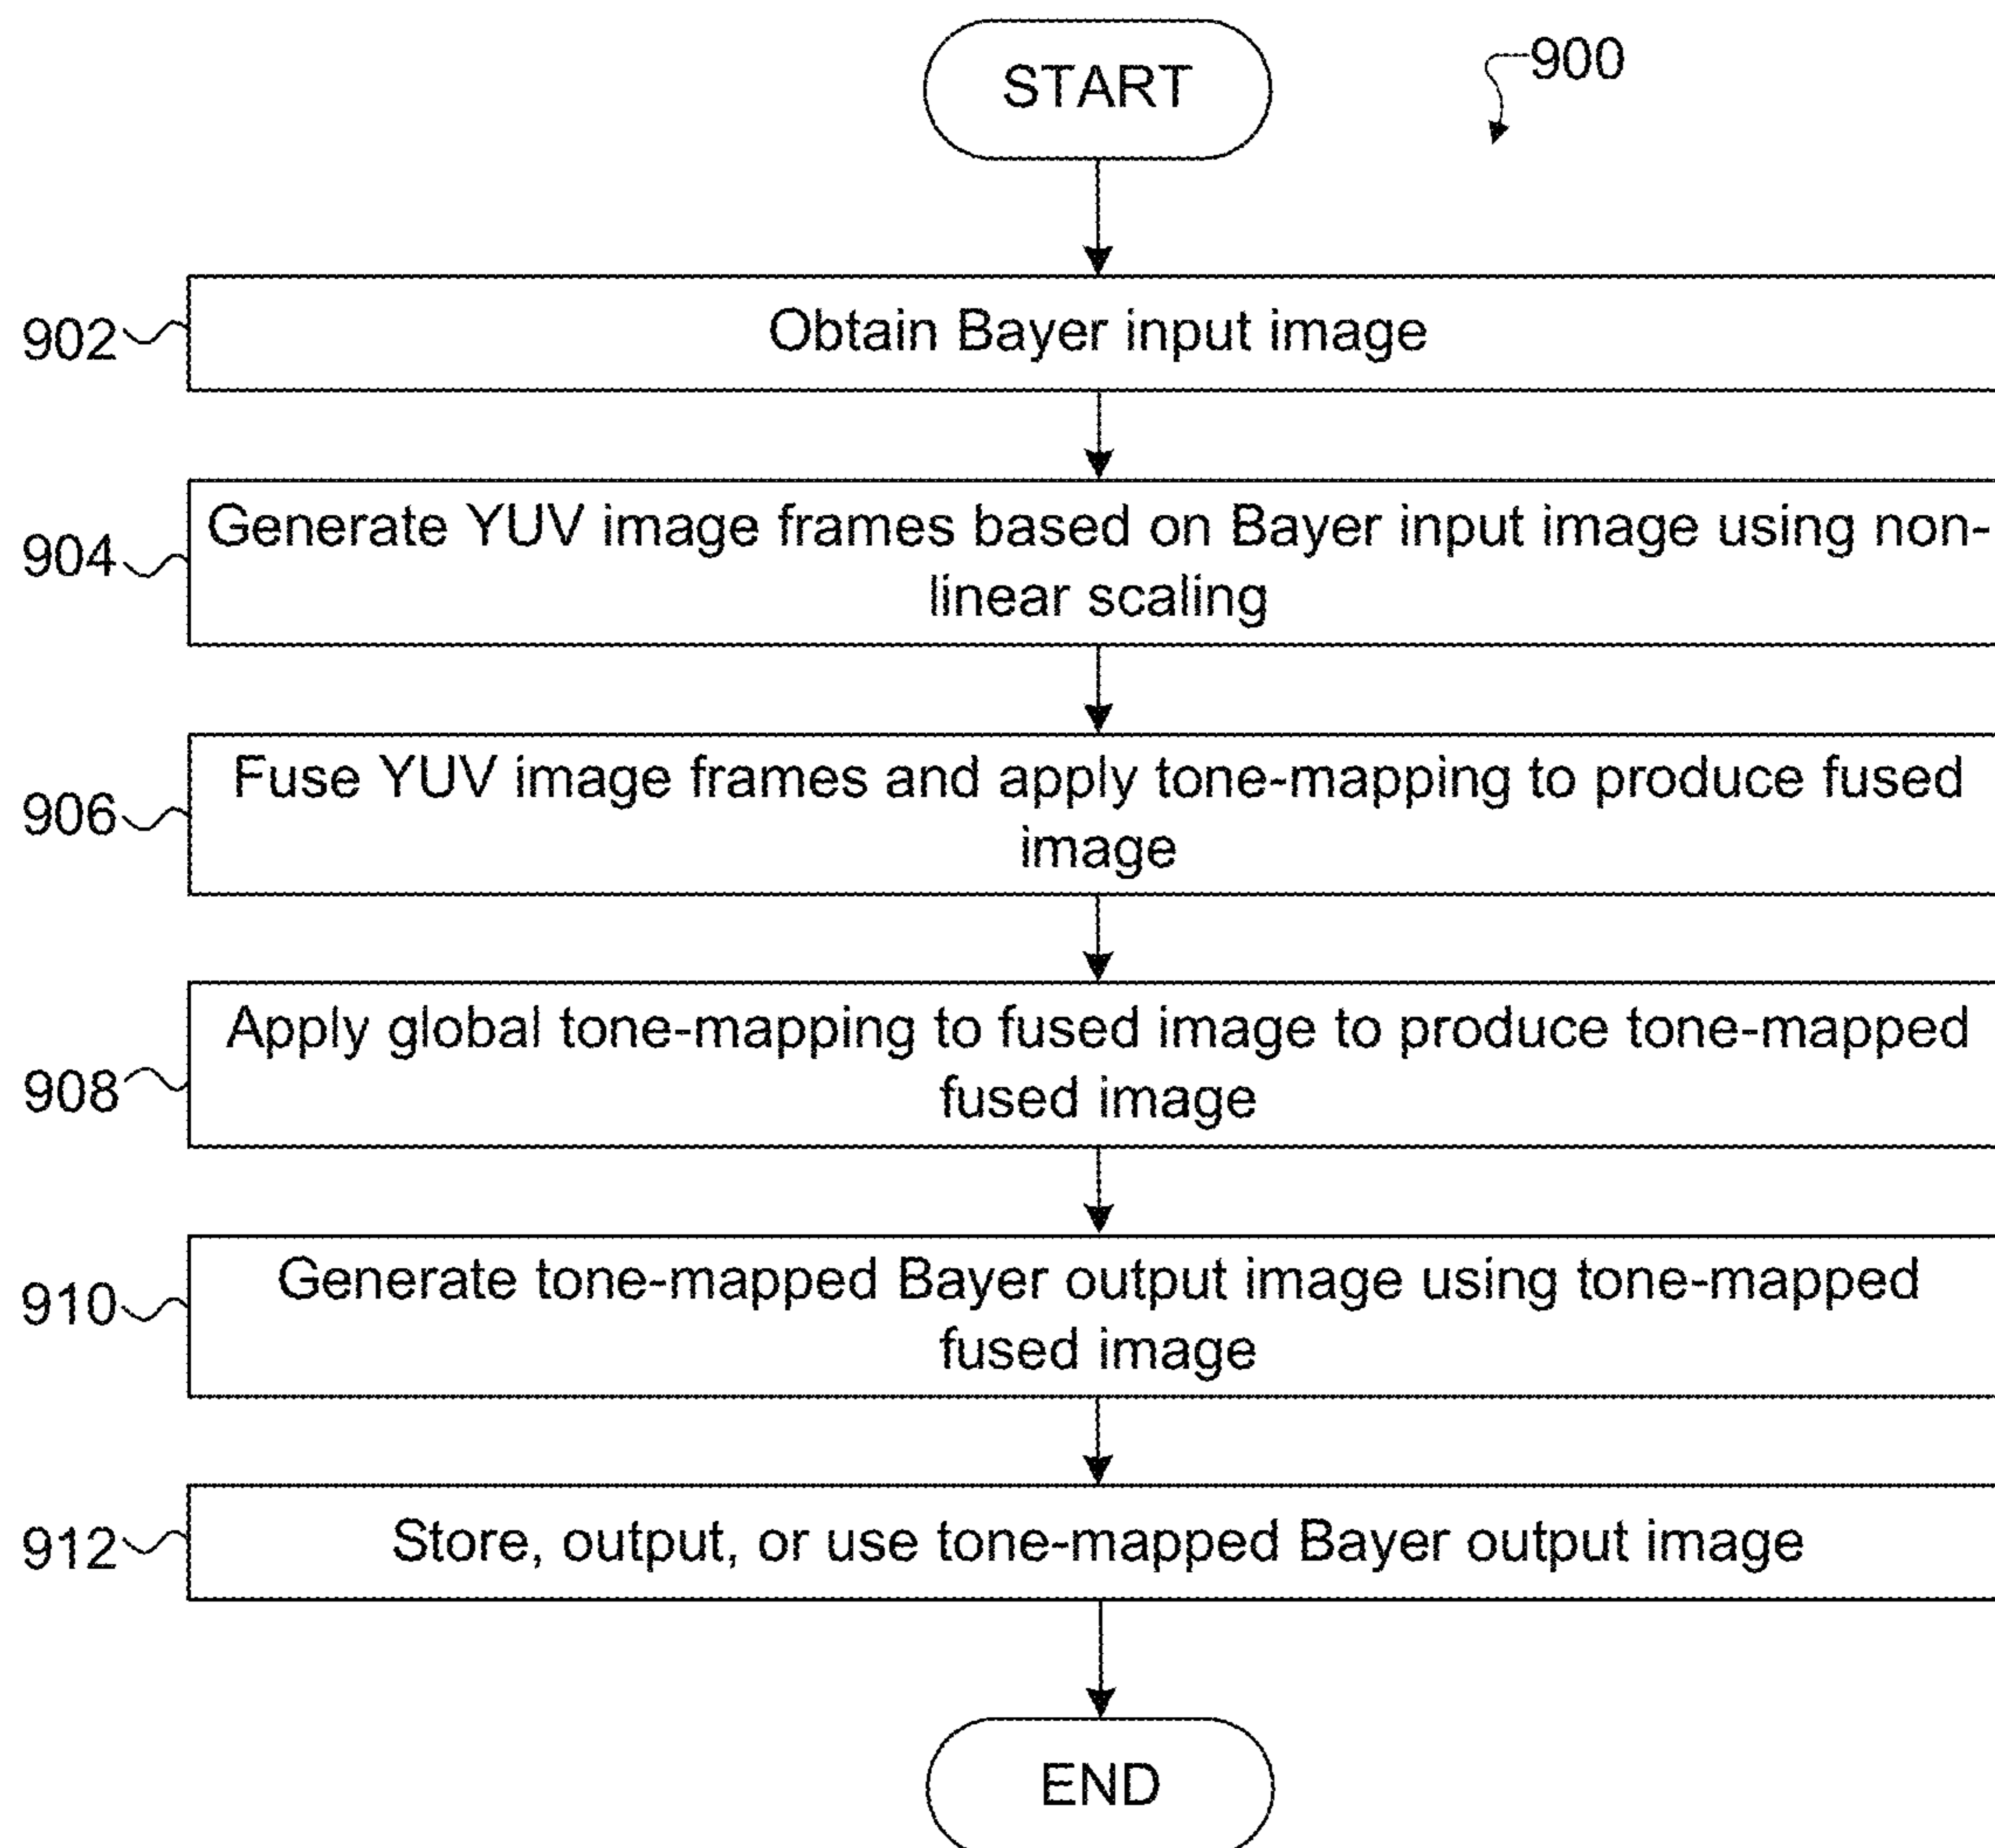 START
900
902
Obtain Bayer input image
904
Generate YUV image frames based on Bayer input image using non-
linear scaling
906
Fuse YUV image frames and apply tone-mapping to produce fused
image
908
Apply global tone-mapping to fused image to produce tone-mapped
fused image
910
Generate tone-mapped Bayer output image using tone-mapped
fused image
912
Store, output, or use tone-mapped Bayer output image
END